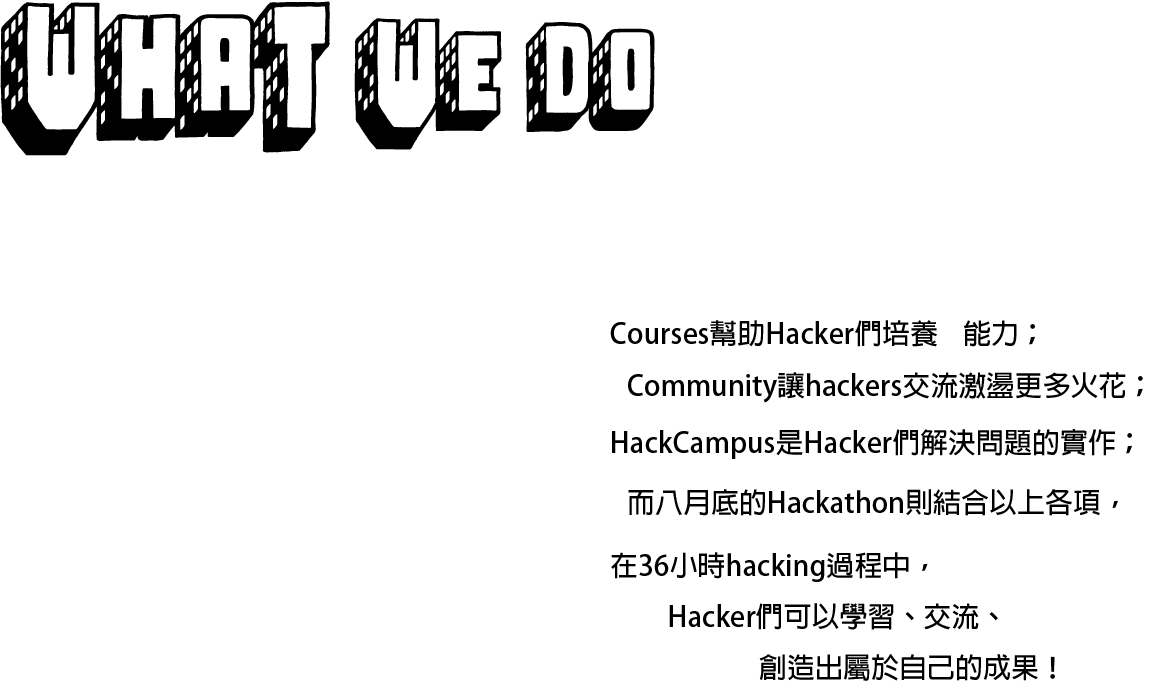 WHAT WE DO
Courses幫助Hacker們培養 能力；
Community讓hackers交流激盪更多火花；
HackCampus是Hacker們解決問題的實作；
而八月底的Hackathon則結合以上各項，
在36小時hacking過程中，
Hacker們可以學習、交流、
創造出屬於自己的成果！